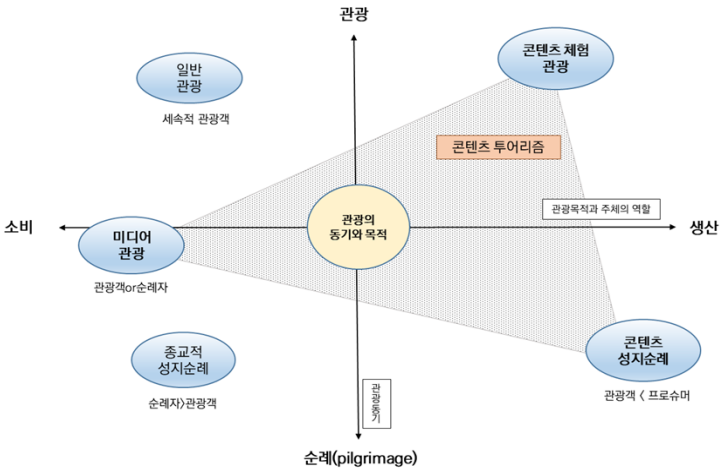 관광
콘텐츠 체험
관광
일반
관광
세속적 관광객
콘텐츠 투어리즘
관광목적과 주체의 역할
소비
관광의
동기와 목적
생산
미디어
관광
관광객or순례자
콘텐츠
성지순례
관광객 < 프로슈머
종교적
성지순례
순례자>관광객
관광동기
순례(pilgrimage)